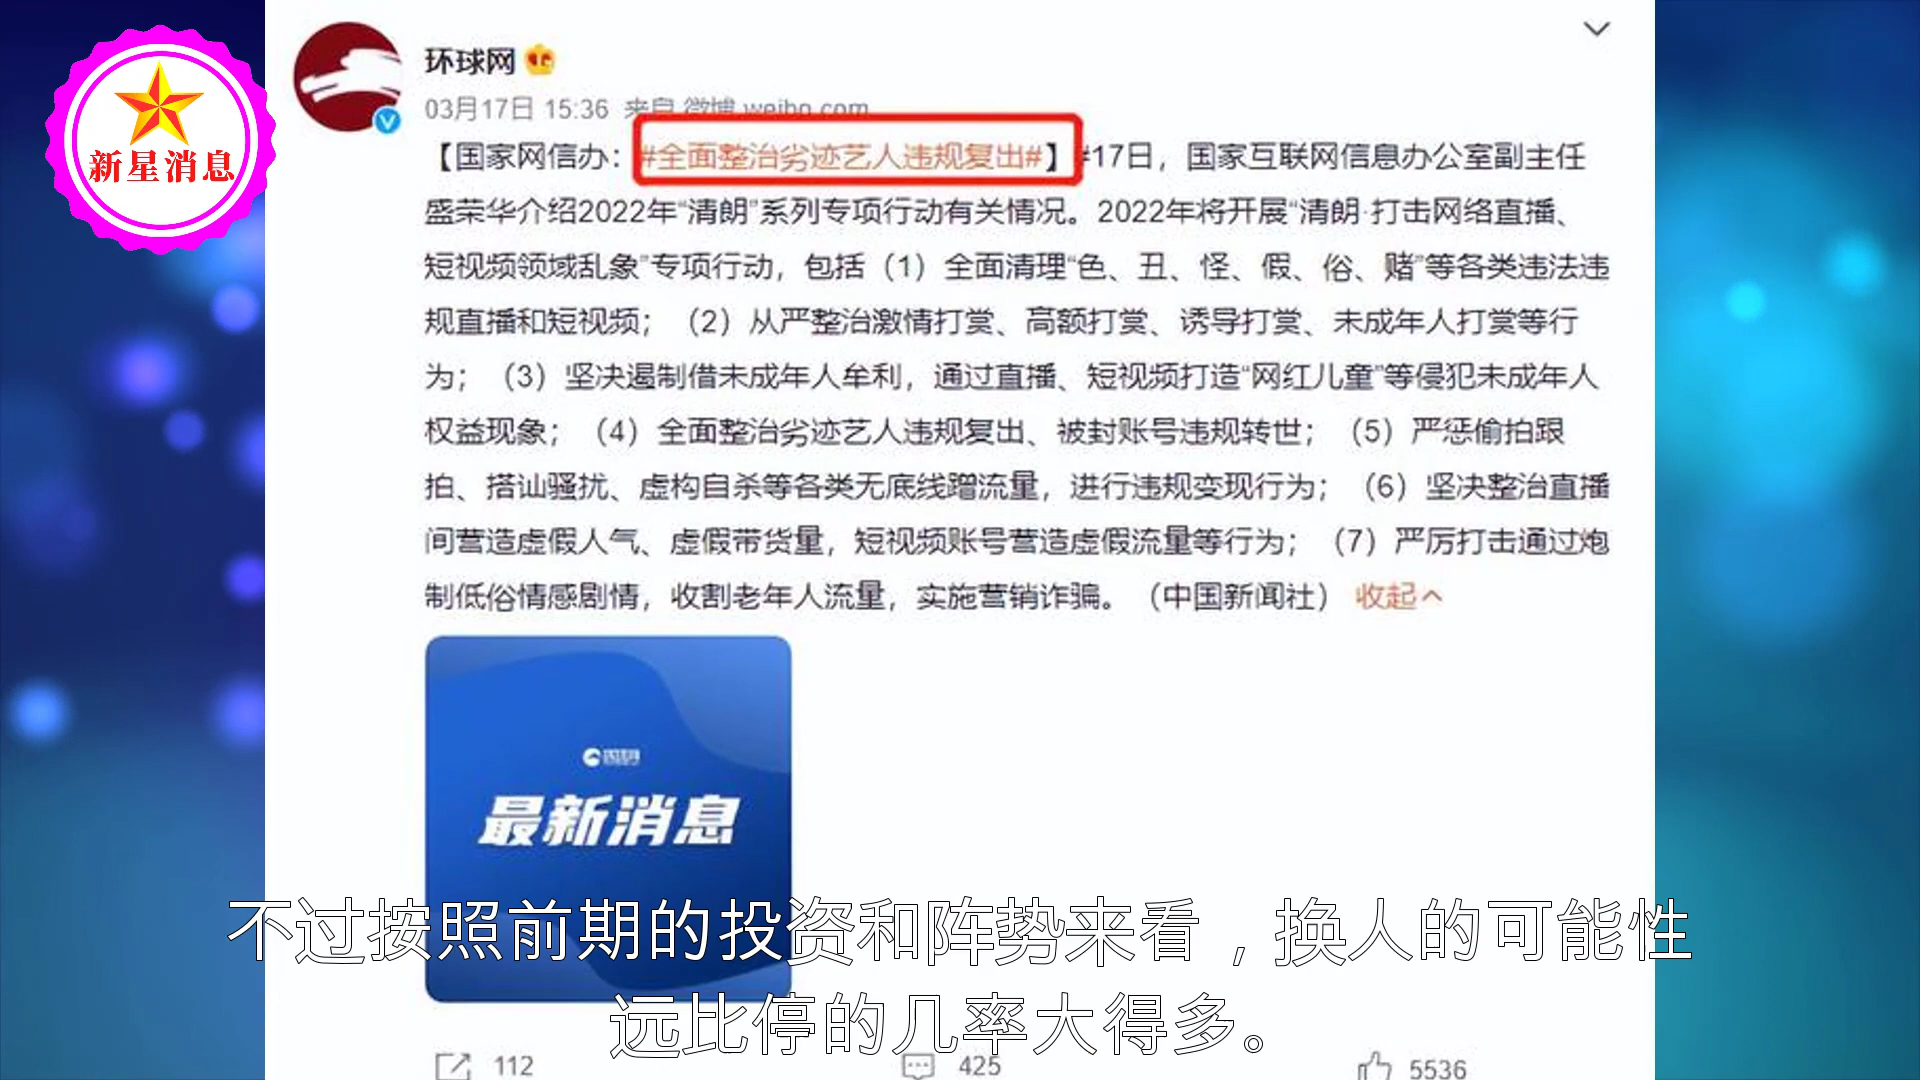 新星消息
环球网
03月17日 15:36 来自 微博 weibo.com
【国家网信办：#全面整治劣迹艺人违规复出#】#17日，国家互联网信息办公室副主任
盛荣华介绍2022年“清朗”系列专项行动有关情况。2022年将开展“清朗·打击网络直播、
短视频领域乱象”专项行动，包括（1）全面清理“色、丑、怪、假、俗、赌”等各类违法违
规直播和短视频；（2）从严整治激情打赏、高额打赏、诱导打赏、未成年人打赏等行
为；（3）坚决遏制借未成年人牟利，通过直播、短视频打造“网红儿童”等侵犯未成年人
权益现象；（4）全面整治劣迹艺人违规复出、被封账号违规转世；（5）严惩偷拍跟
拍、搭讪骚扰、虚构自杀等各类无底线蹭流量，进行违规变现行为；（6）坚决整治直播
间营造虚假人气、虚假带货量，短视频账号营造虚假流量等行为；（7）严厉打击通过炮
制低俗情感剧情，收割老年人流量，实施营销诈骗。（中国新闻社） 收起
最新消息
不过按照前期的投资和阵势来看，换人的可能性
远比停的几率大得多。
112 425 5536